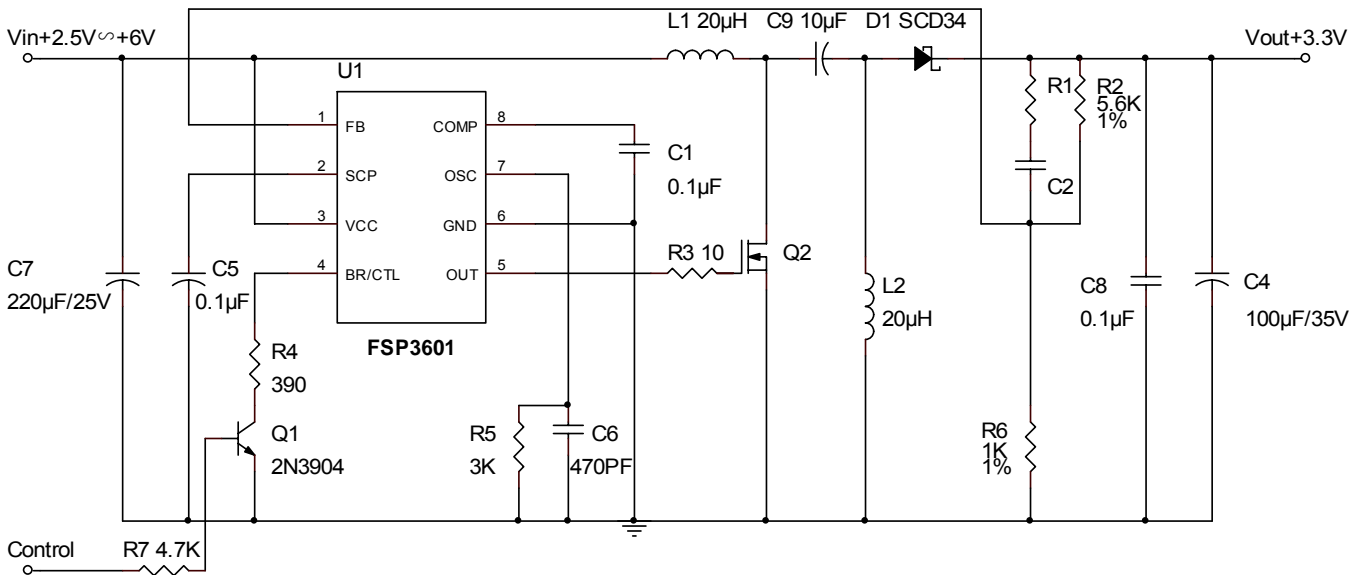 L1 20µH C9 10µF D1 SCD34
Vin+2.5V∽+6V
Vout+3.3V
U1
R1
R2
5.6K
1%
1 FB
COMP 8
2 SCP
OSC 7
3 VCC
GND 6
4 BR/CTL
OUT 5
C1
0.1µF
C2
R3 10
Q2
C7
220µF/25V
C5
0.1µF
L2
20µH
C8
0.1µF
C4
100µF/35V
FSP3601
R4
390
Q1
2N3904
R5
3K
C6
470PF
R6
1K
1%
Control
R7 4.7K